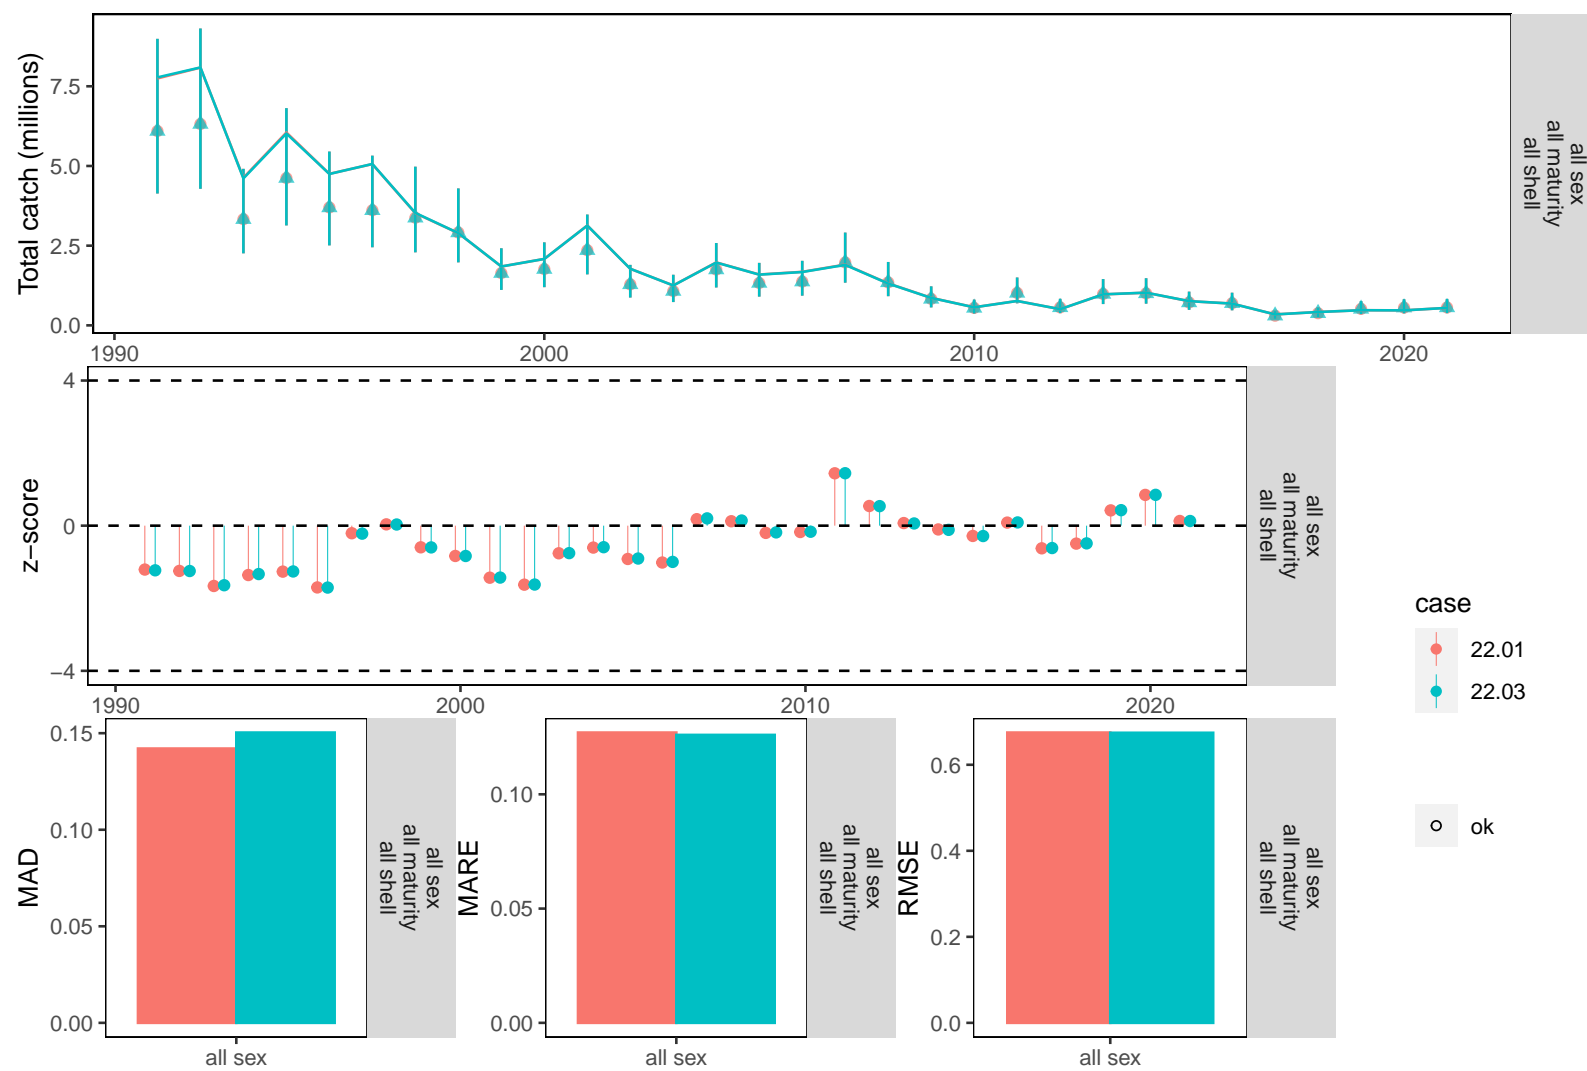 Total catch (millions)
7.5
5.0
2.5
0.0
1990
2000
2010
2020
all sex
all maturity
all shell
z−score
4
0
−4
1990
2000
2010
2020
all sex
all maturity
all shell
MAD
0.15
0.10
0.05
0.00
all sex
all sex
all maturity
all shell
MARE
0.10
0.05
0.00
all sex
all sex
all maturity
all shell
RMSE
0.6
0.4
0.2
0.0
all sex
all sex
all maturity
all shell
case
22.01
22.03
ok